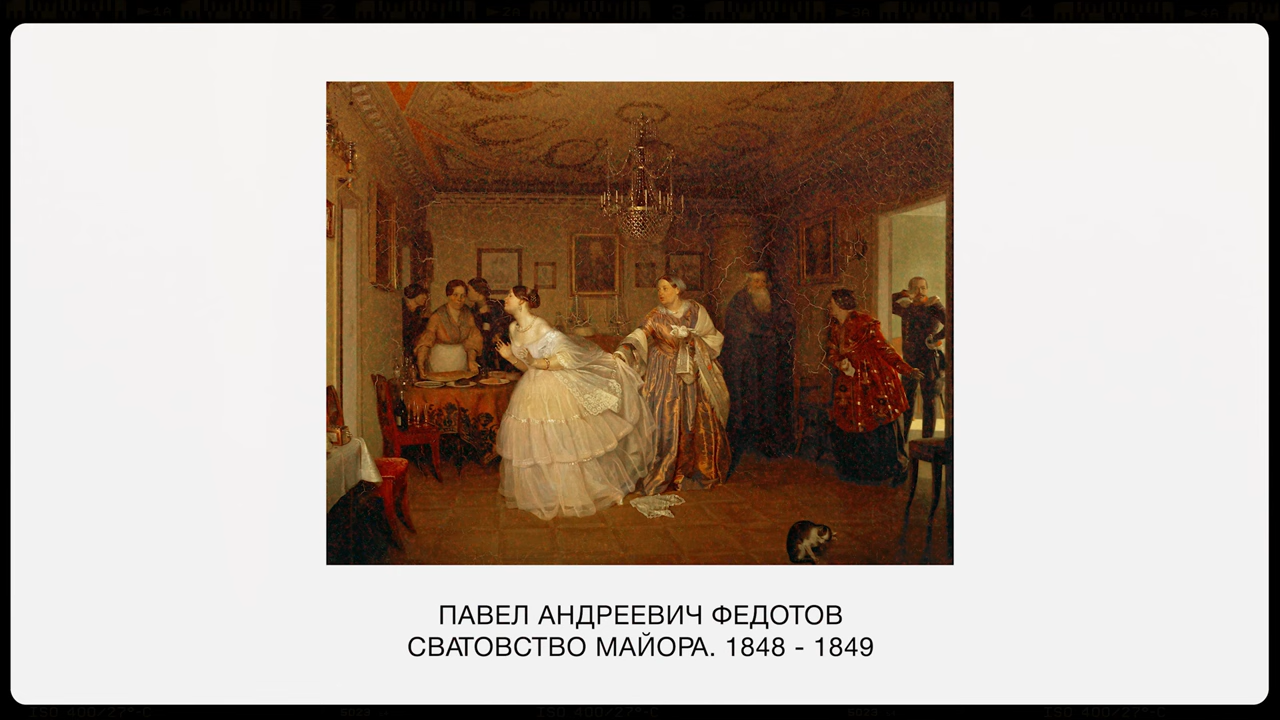 ПАВЕЛ АНДРЕЕВИЧ ФЕДОТОВ
СВАТОВСТВО МАЙОРА. 1848 - 1849